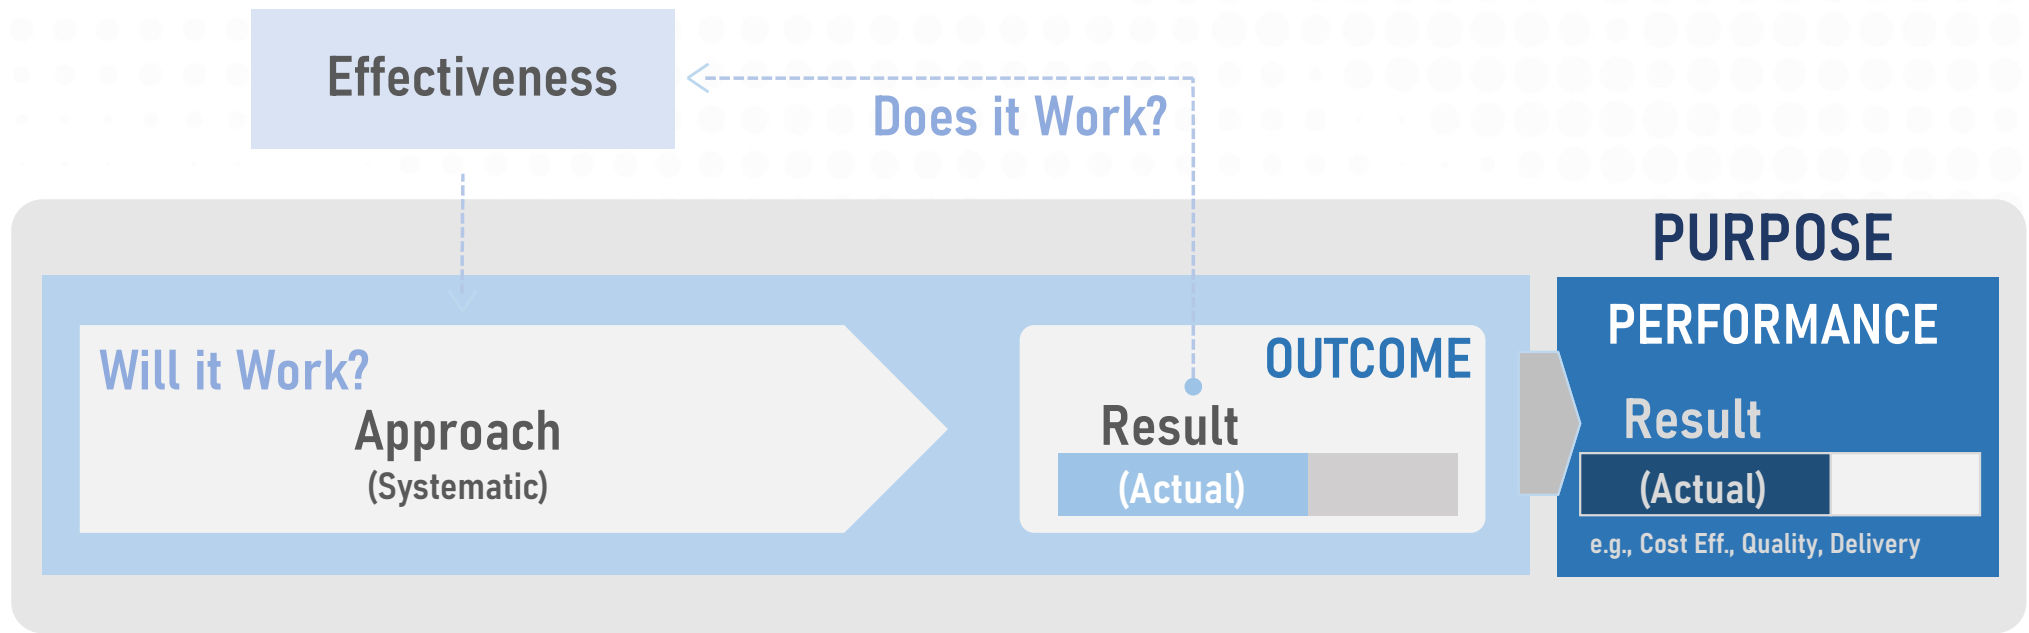 Effectiveness
Does it Work?
PURPOSE
Will it Work?
Approach
(Systematic)
OUTCOME
Result
(Actual)
PERFORMANCE
Result
(Actual)
e.g., Cost Eff., Quality, Delivery